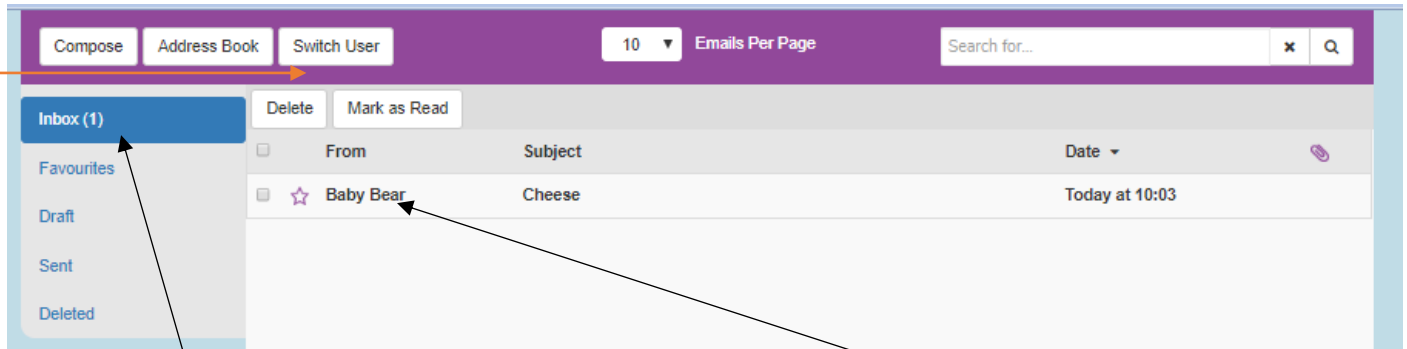 Compose Address Book Switch User 10 Emails Per Page Search for...
Inbox (1)
Delete Mark as Read
From Subject Date
Favourites
Baby Bear Cheese Today at 10:03
Draft
Sent
Deleted